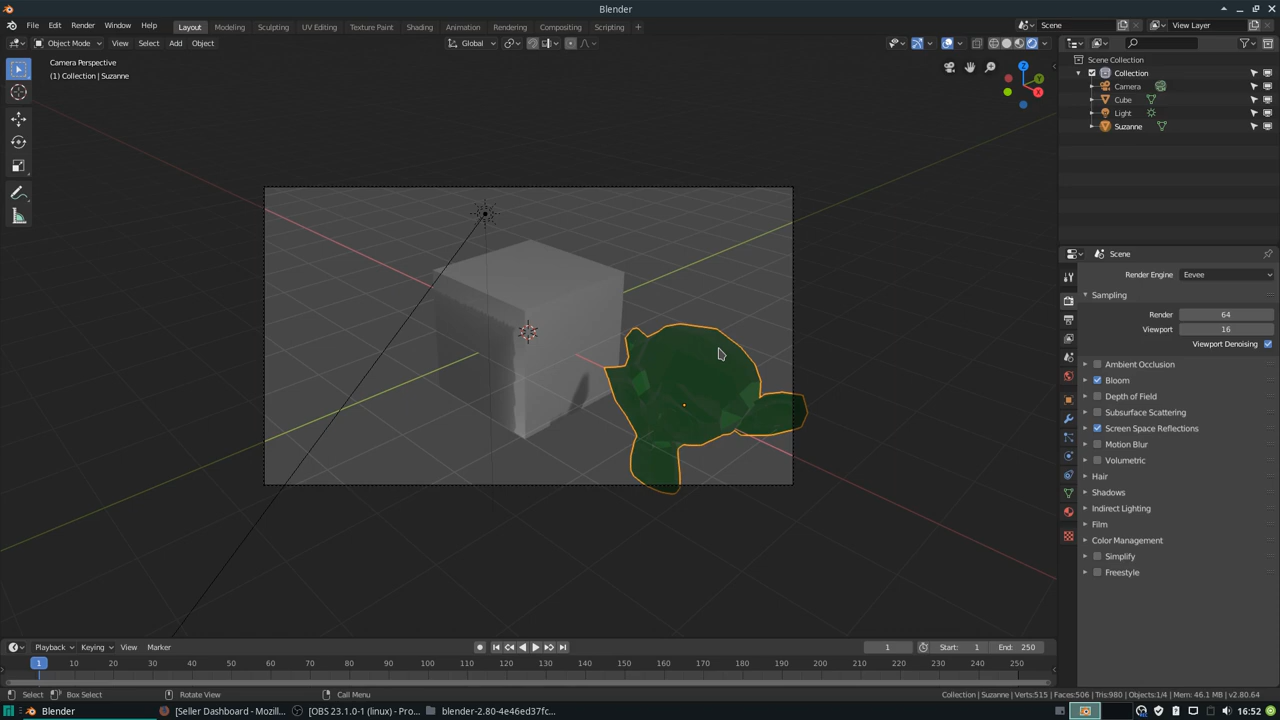 Blender
File Edit Render Window Help
Layout Modeling Sculpting UV Editing Texture Paint Shading Animation Rendering Compositing Scripting +
Scene
View Layer
Object Mode View Select Add Object
Global
Camera Perspective
(1) Collection | Suzanne
Z
Y
X
Scene Collection
Collection
Camera
Cube
Light
Suzanne
Scene
Render Engine Eevee
Sampling
Render 64
Viewport 16
Viewport Denoising
Ambient Occlusion
Bloom
Depth of Field
Subsurface Scattering
Screen Space Reflections
Motion Blur
Volumetric
Hair
Shadows
Indirect Lighting
Film
Color Management
Simplify
Freestyle
Playback Keying View Marker
1 Start: 1 End: 250
1 10 20 30 40 50 60 70 80 90 100 110 120 130 140 150 160 170 180 190 200 210 220 230 240 250
Select Box Select Rotate View Call Menu
Collection | Suzanne | Verts:515 | Faces:506 | Tris:980 | Objects:1/4 | Mem: 46.1 MB | v2.80.64
Blender [Seller Dashboard - Mozill... [OBS 23.1.0-1 (linux) - Pro... blender-2.80-4e46ed37fc... 16:52